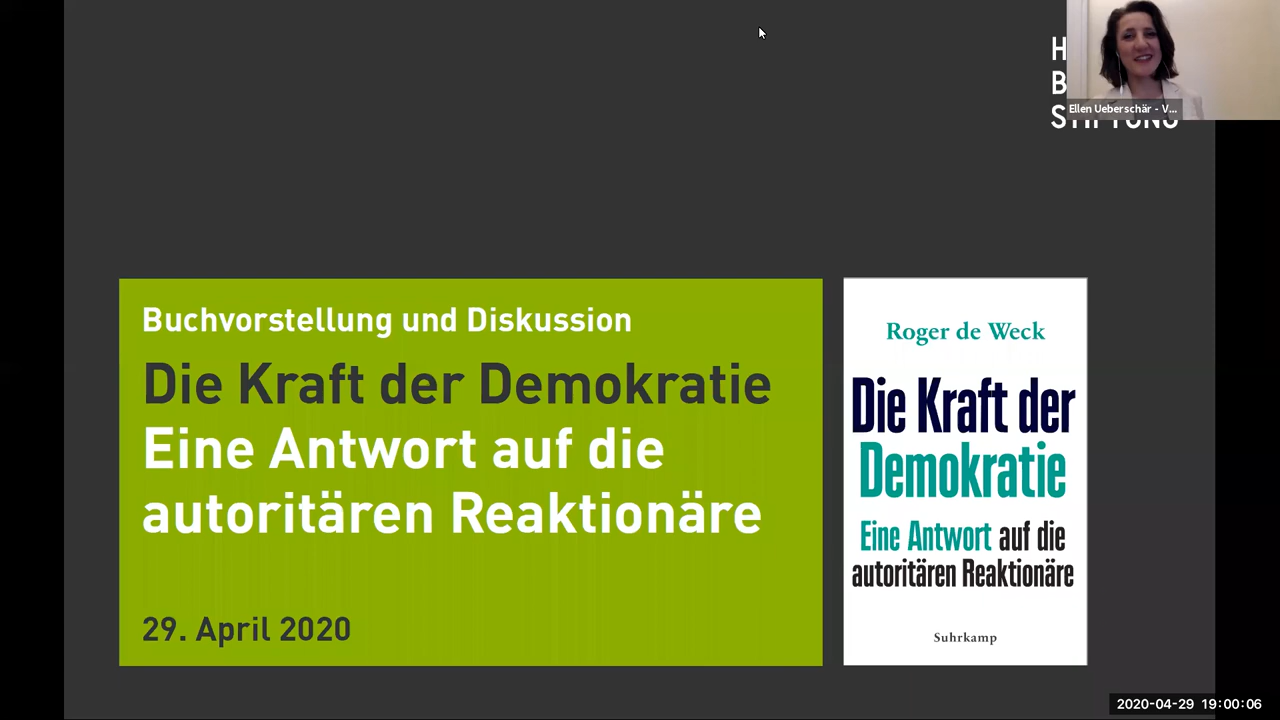 H
B
STIFTUNG
Ellen Ueberschär - V...
Buchvorstellung und Diskussion
Die Kraft der Demokratie
Eine Antwort auf die
autoritären Reaktionäre
29. April 2020
Roger de Weck
Die Kraft der
Demokratie
Eine Antwort auf die
autoritären Reaktionäre
Suhrkamp
2020-04-29 19:00:06